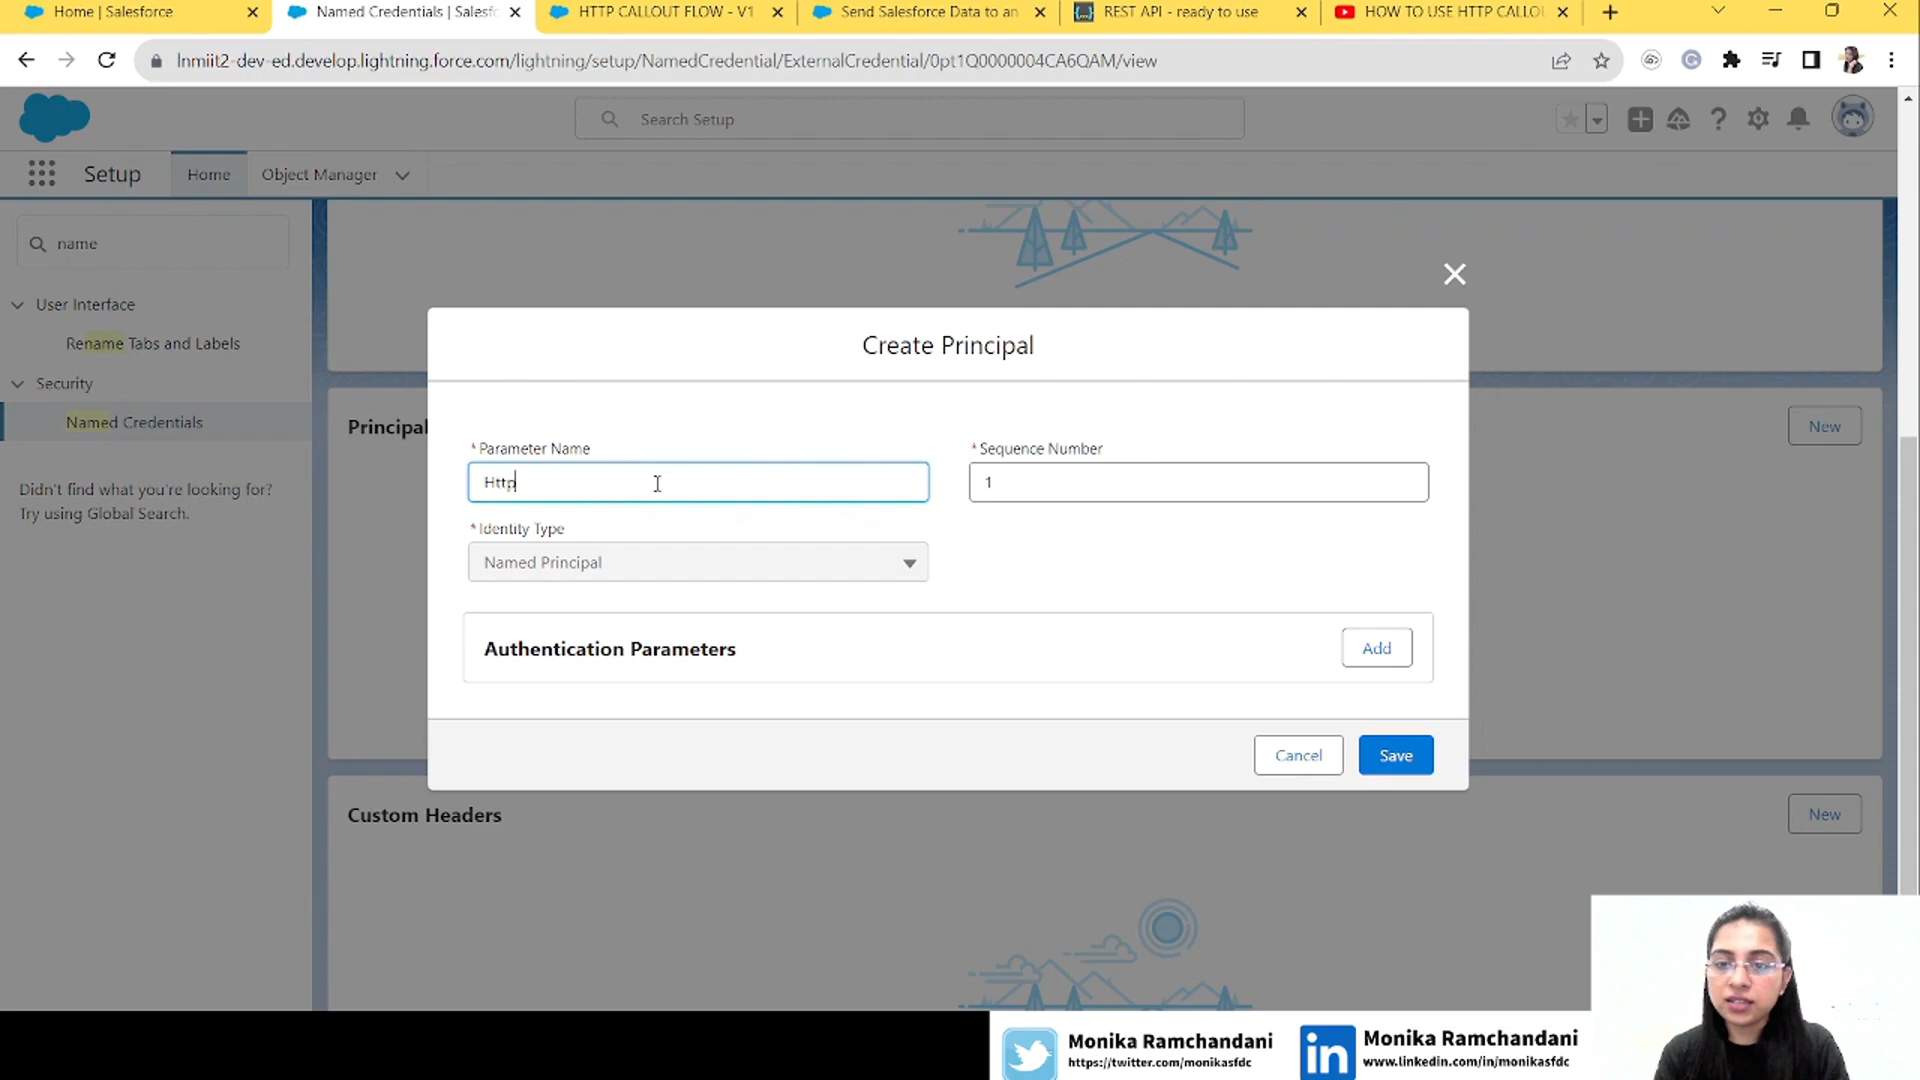 Home | Salesforce
Named Credentials | Salesfo
HTTP CALLOUT FLOW - V1
Send Salesforce Data to an
REST API - ready to use
HOW TO USE HTTP CALLO
lnmiit2-dev-ed.develop.lightning.force.com/lightning/setup/NamedCredential/ExternalCredential/0pt1Q0000004CA6QAM/view
Search Setup
Setup
Home
Object Manager
name
User Interface
Rename Tabs and Labels
Security
Named Credentials
Didn't find what you're looking for?
Try using Global Search.
Principal
New
Create Principal
* Parameter Name
Http
* Sequence Number
1
* Identity Type
Named Principal
Authentication Parameters
Add
Cancel
Save
Custom Headers
New
Monika Ramchandani
https://twitter.com/monikasfdc
in
Monika Ramchandani
www.linkedin.com/in/monikasfdc